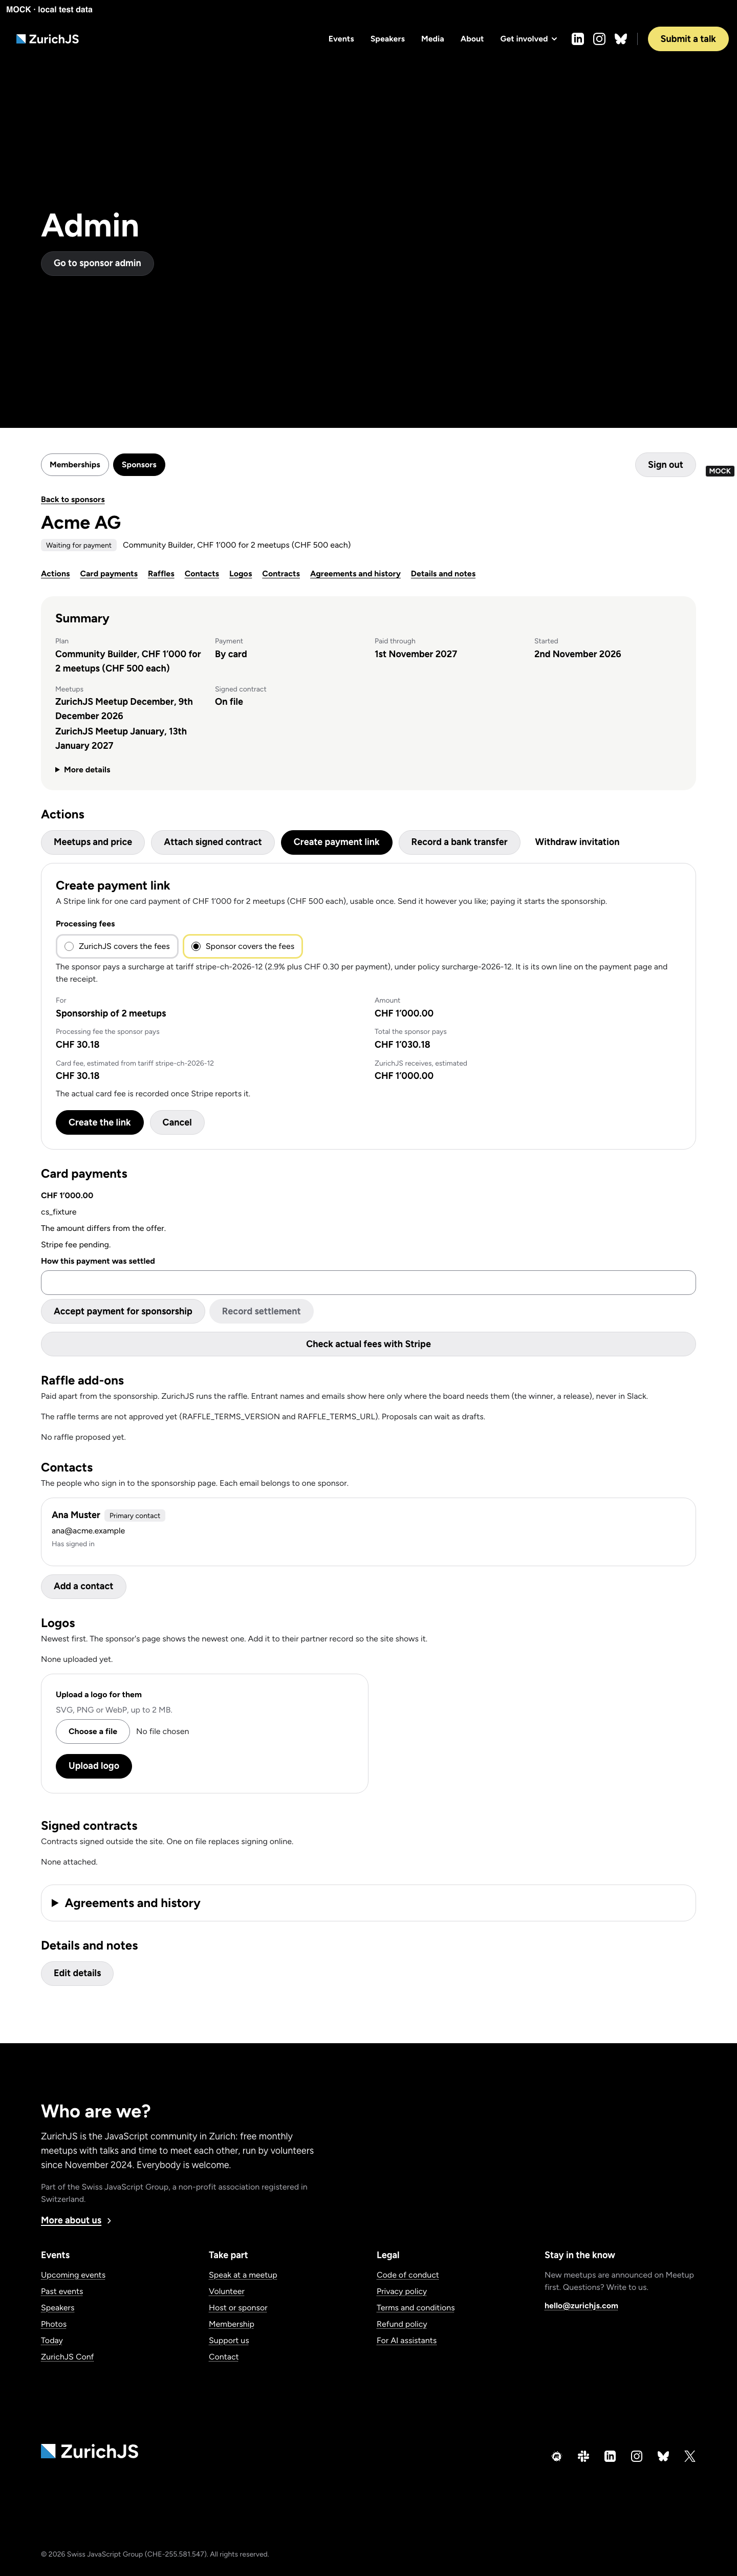 MOCK · local test data
ZurichJS
Events
Speakers
Media
About
Get involved
Submit a talk
Admin
Go to sponsor admin
Memberships
Sponsors
Sign out
MOCK
Back to sponsors
Acme AG
Waiting for payment
Community Builder, CHF 1’000 for 2 meetups (CHF 500 each)
Actions
Card payments
Raffles
Contacts
Logos
Contracts
Agreements and history
Details and notes
Summary
Plan
Community Builder, CHF 1’000 for
2 meetups (CHF 500 each)
Payment
By card
Paid through
1st November 2027
Started
2nd November 2026
Meetups
ZurichJS Meetup December, 9th
December 2026
ZurichJS Meetup January, 13th
January 2027
Signed contract
On file
More details
Actions
Meetups and price
Attach signed contract
Create payment link
Record a bank transfer
Withdraw invitation
Create payment link
A Stripe link for one card payment of CHF 1’000 for 2 meetups (CHF 500 each), usable once. Send it however you like; paying it starts the sponsorship.
Processing fees
ZurichJS covers the fees
Sponsor covers the fees
The sponsor pays a surcharge at tariff stripe-ch-2026-12 (2.9% plus CHF 0.30 per payment), under policy surcharge-2026-12. It is its own line on the payment page and
the receipt.
For
Sponsorship of 2 meetups
Amount
CHF 1’000.00
Processing fee the sponsor pays
CHF 30.18
Total the sponsor pays
CHF 1’030.18
Card fee, estimated from tariff stripe-ch-2026-12
CHF 30.18
ZurichJS receives, estimated
CHF 1’000.00
The actual card fee is recorded once Stripe reports it.
Create the link
Cancel
Card payments
CHF 1’000.00
cs_fixture
The amount differs from the offer.
Stripe fee pending.
How this payment was settled
Accept payment for sponsorship
Record settlement
Check actual fees with Stripe
Raffle add-ons
Paid apart from the sponsorship. ZurichJS runs the raffle. Entrant names and emails show here only where the board needs them (the winner, a release), never in Slack.
The raffle terms are not approved yet (RAFFLE_TERMS_VERSION and RAFFLE_TERMS_URL). Proposals can wait as drafts.
No raffle proposed yet.
Contacts
The people who sign in to the sponsorship page. Each email belongs to one sponsor.
Ana Muster
Primary contact
ana@acme.example
Has signed in
Add a contact
Logos
Newest first. The sponsor's page shows the newest one. Add it to their partner record so the site shows it.
None uploaded yet.
Upload a logo for them
SVG, PNG or WebP, up to 2 MB.
Choose a file
No file chosen
Upload logo
Signed contracts
Contracts signed outside the site. One on file replaces signing online.
None attached.
Agreements and history
Details and notes
Edit details
Who are we?
ZurichJS is the JavaScript community in Zurich: free monthly
meetups with talks and time to meet each other, run by volunteers
since November 2024. Everybody is welcome.
Part of the Swiss JavaScript Group, a non-profit association registered in
Switzerland.
More about us
Events
Upcoming events
Past events
Speakers
Photos
Today
ZurichJS Conf
Take part
Speak at a meetup
Volunteer
Host or sponsor
Membership
Support us
Contact
Legal
Code of conduct
Privacy policy
Terms and conditions
Refund policy
For AI assistants
Stay in the know
New meetups are announced on Meetup
first. Questions? Write to us.
hello@zurichjs.com
ZurichJS
© 2026 Swiss JavaScript Group (CHE-255.581.547). All rights reserved.